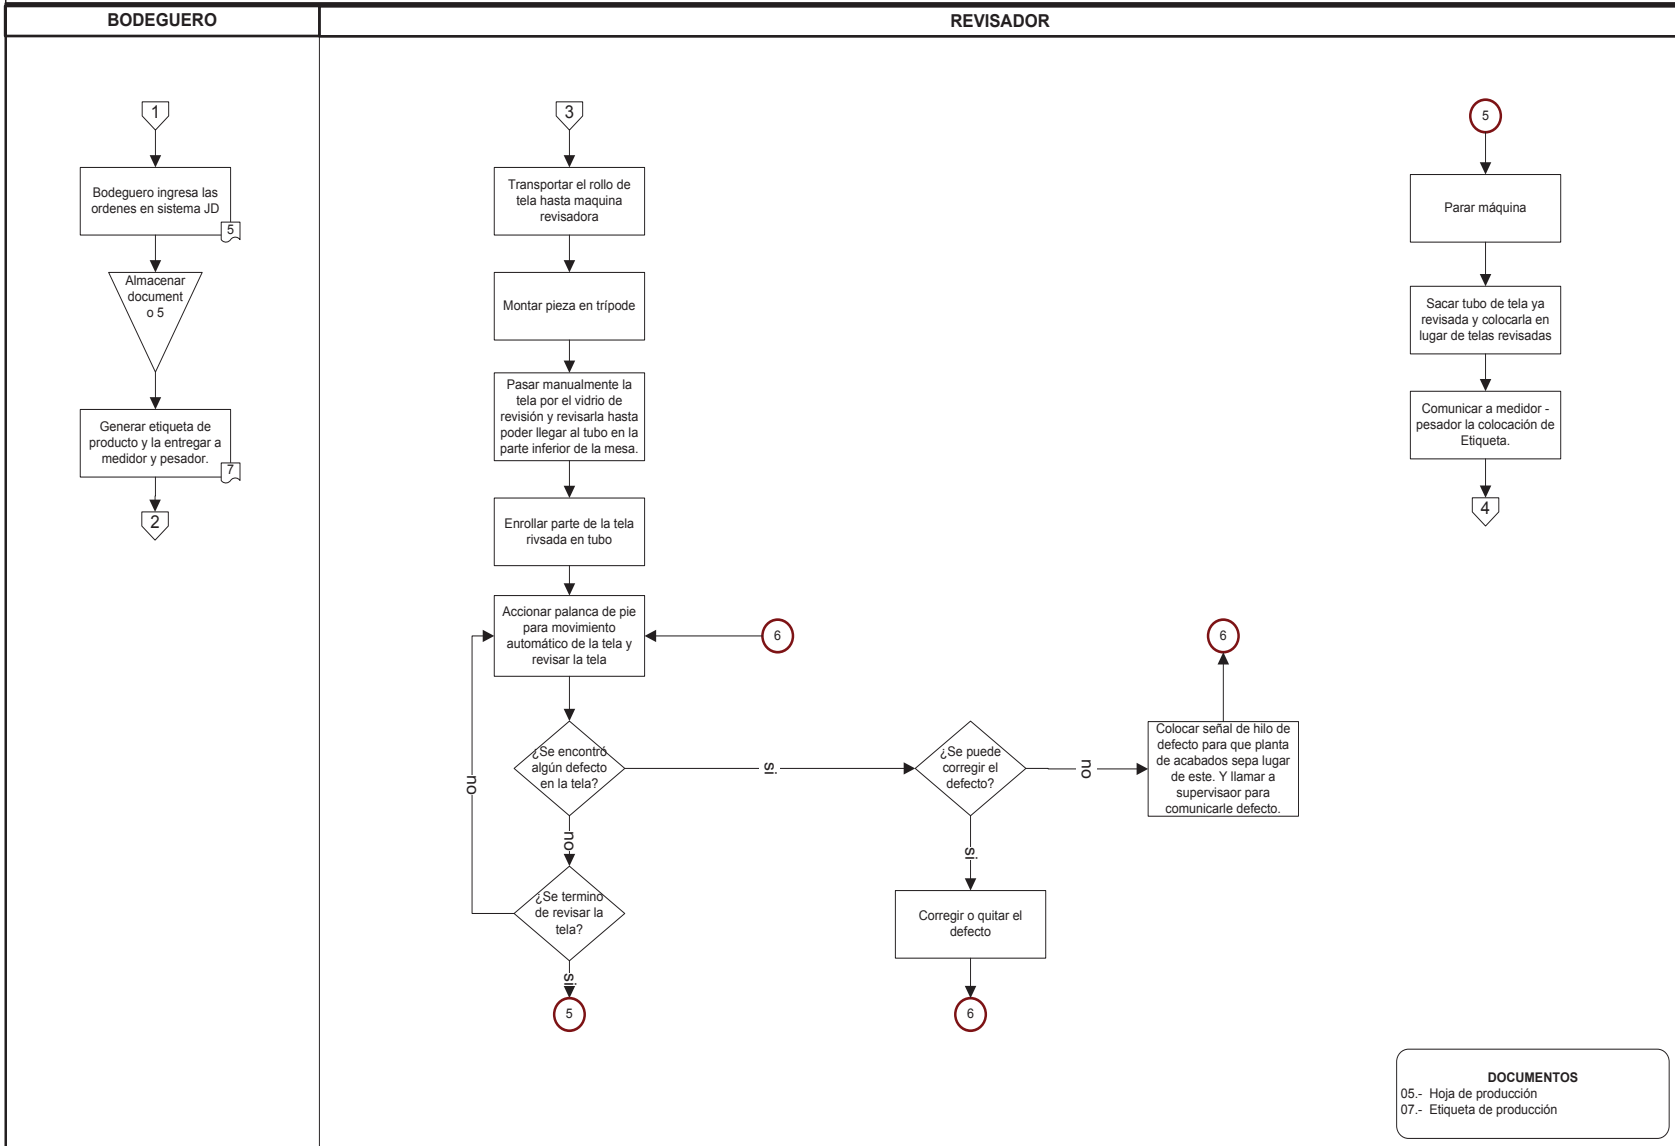 BODEGUERO
REVISADOR
1
Bodeguero ingresa las
ordenes en sistema JD
5
Almacenar
document
o 5
Generar etiqueta de
producto y la entregar a
medidor y pesador.
7
2
3
Transportar el rollo de
tela hasta maquina
revisadora
Montar pieza en trípode
Pasar manualmente la
tela por el vidrio de
revisión y revisarla hasta
poder llegar al tubo en la
parte inferior de la mesa.
Enrollar parte de la tela
rivsada en tubo
Accionar palanca de pie
para movimiento
automático de la tela y
revisar la tela
6
¿Se encontró
algún defecto
en la tela?
si
no
no
¿Se termino
de revisar la
tela?
si
5
¿Se puede
corregir el
defecto?
no
si
Corregir o quitar el
defecto
6
6
Colocar señal de hilo de
defecto para que planta
de acabados sepa lugar
de este. Y llamar a
supervisaor para
comunicarle defecto.
5
Parar máquina
Sacar tubo de tela ya
revisada y colocarla en
lugar de telas revisadas
Comunicar a medidor -
pesador la colocación de
Etiqueta.
4
DOCUMENTOS
05.- Hoja de producción
07.- Etiqueta de producción